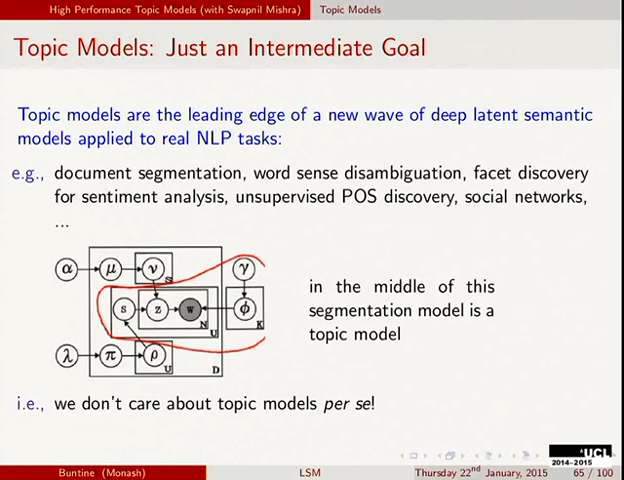 High Performance Topic Models (with Swapnil Mishra) Topic Models
Topic Models: Just an Intermediate Goal
Topic models are the leading edge of a new wave of deep latent semantic
models applied to real NLP tasks:
e.g., document segmentation, word sense disambiguation, facet discovery
for sentiment analysis, unsupervised POS discovery, social networks,
...
α μ ν S γ
s z w N U ϕ K
λ π ρ U D
in the middle of this
segmentation model is a
topic model
i.e., we don't care about topic models per se!
UCL
2014-2015
Buntine (Monash) LSM Thursday 22nd January, 2015 65 / 100